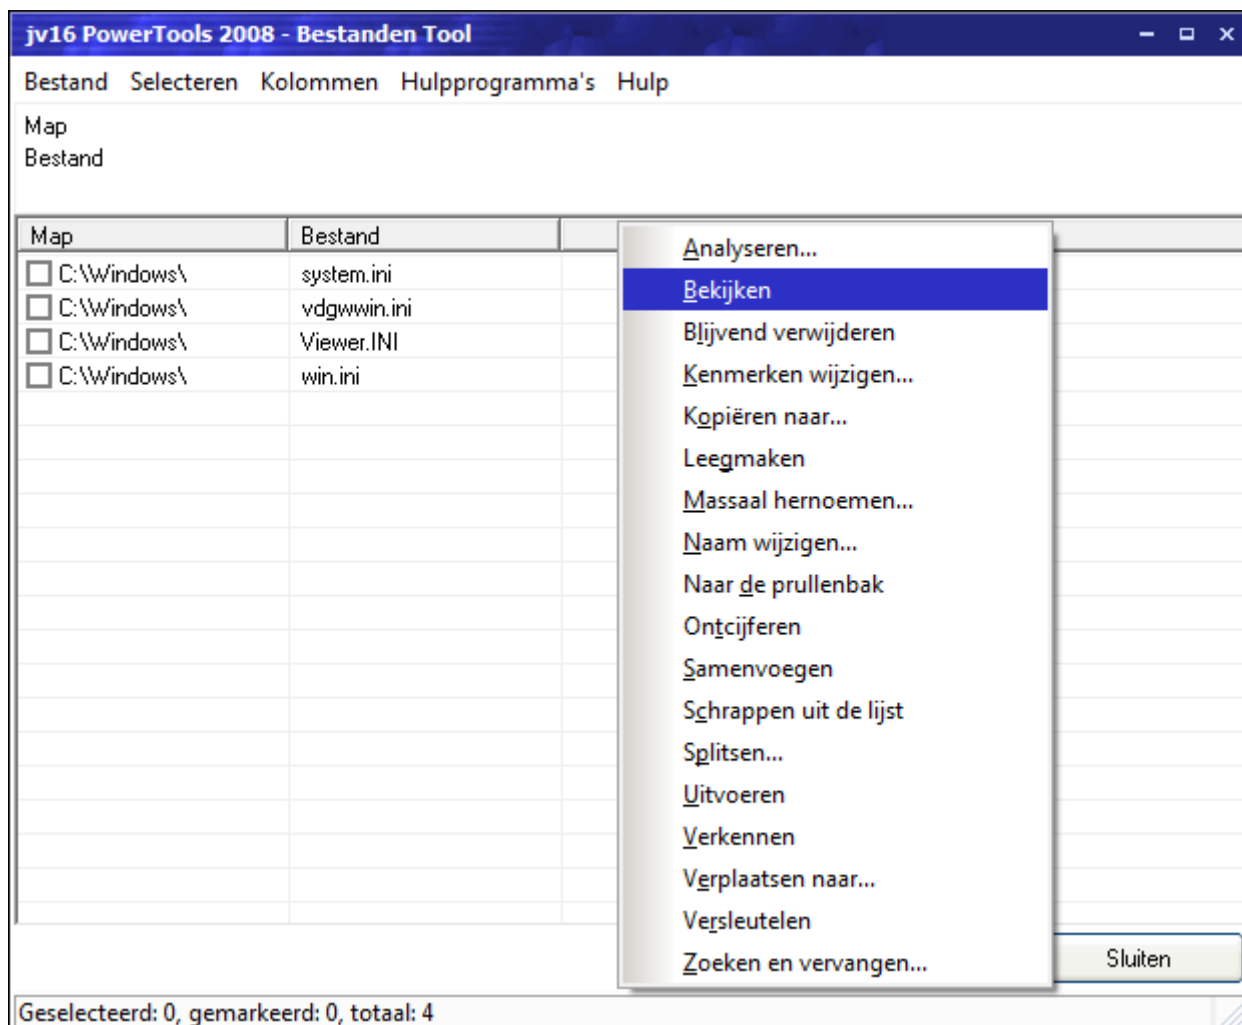 jv16 PowerTools 2008 - Bestanden Tool
Bestand Selecteren Kolommen Hulpprogramma's Hulp
Map
Bestand
Map Bestand
C:\Windows\ system.ini
C:\Windows\ vdgwwin.ini
C:\Windows\ Viewer.INI
C:\Windows\ win.ini
Analyseren...
Bekijken
Blijvend verwijderen
Kenmerken wijzigen...
Kopiëren naar...
Leegmaken
Massaal hernoemen...
Naam wijzigen...
Naar de prullenbak
Ontcijferen
Samenvoegen
Schrappen uit de lijst
Splitsen...
Uitvoeren
Verkennen
Verplaatsen naar...
Versleutelen
Zoeken en vervangen...
Sluiten
Geselecteerd: 0, gemarkeerd: 0, totaal: 4